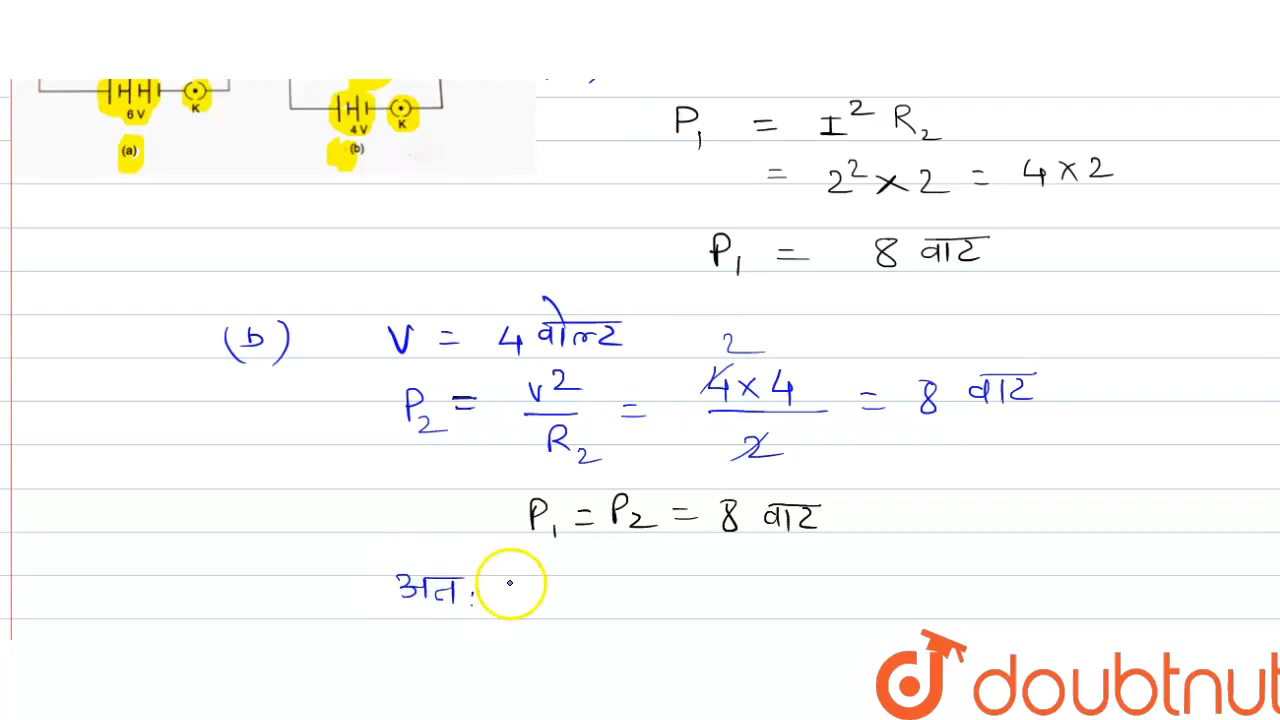 6 V K
4 V K
(a) (b)
P₁ = I² R₂
= 2² × 2 = 4 × 2
P₁ = 8 वाट
(b) V = 4 वोल्ट
P₂ = V²/R₂ = 4 × 4/2 = 8 वाट
2
P₁ = P₂ = 8 वाट
अतः
doubtnut